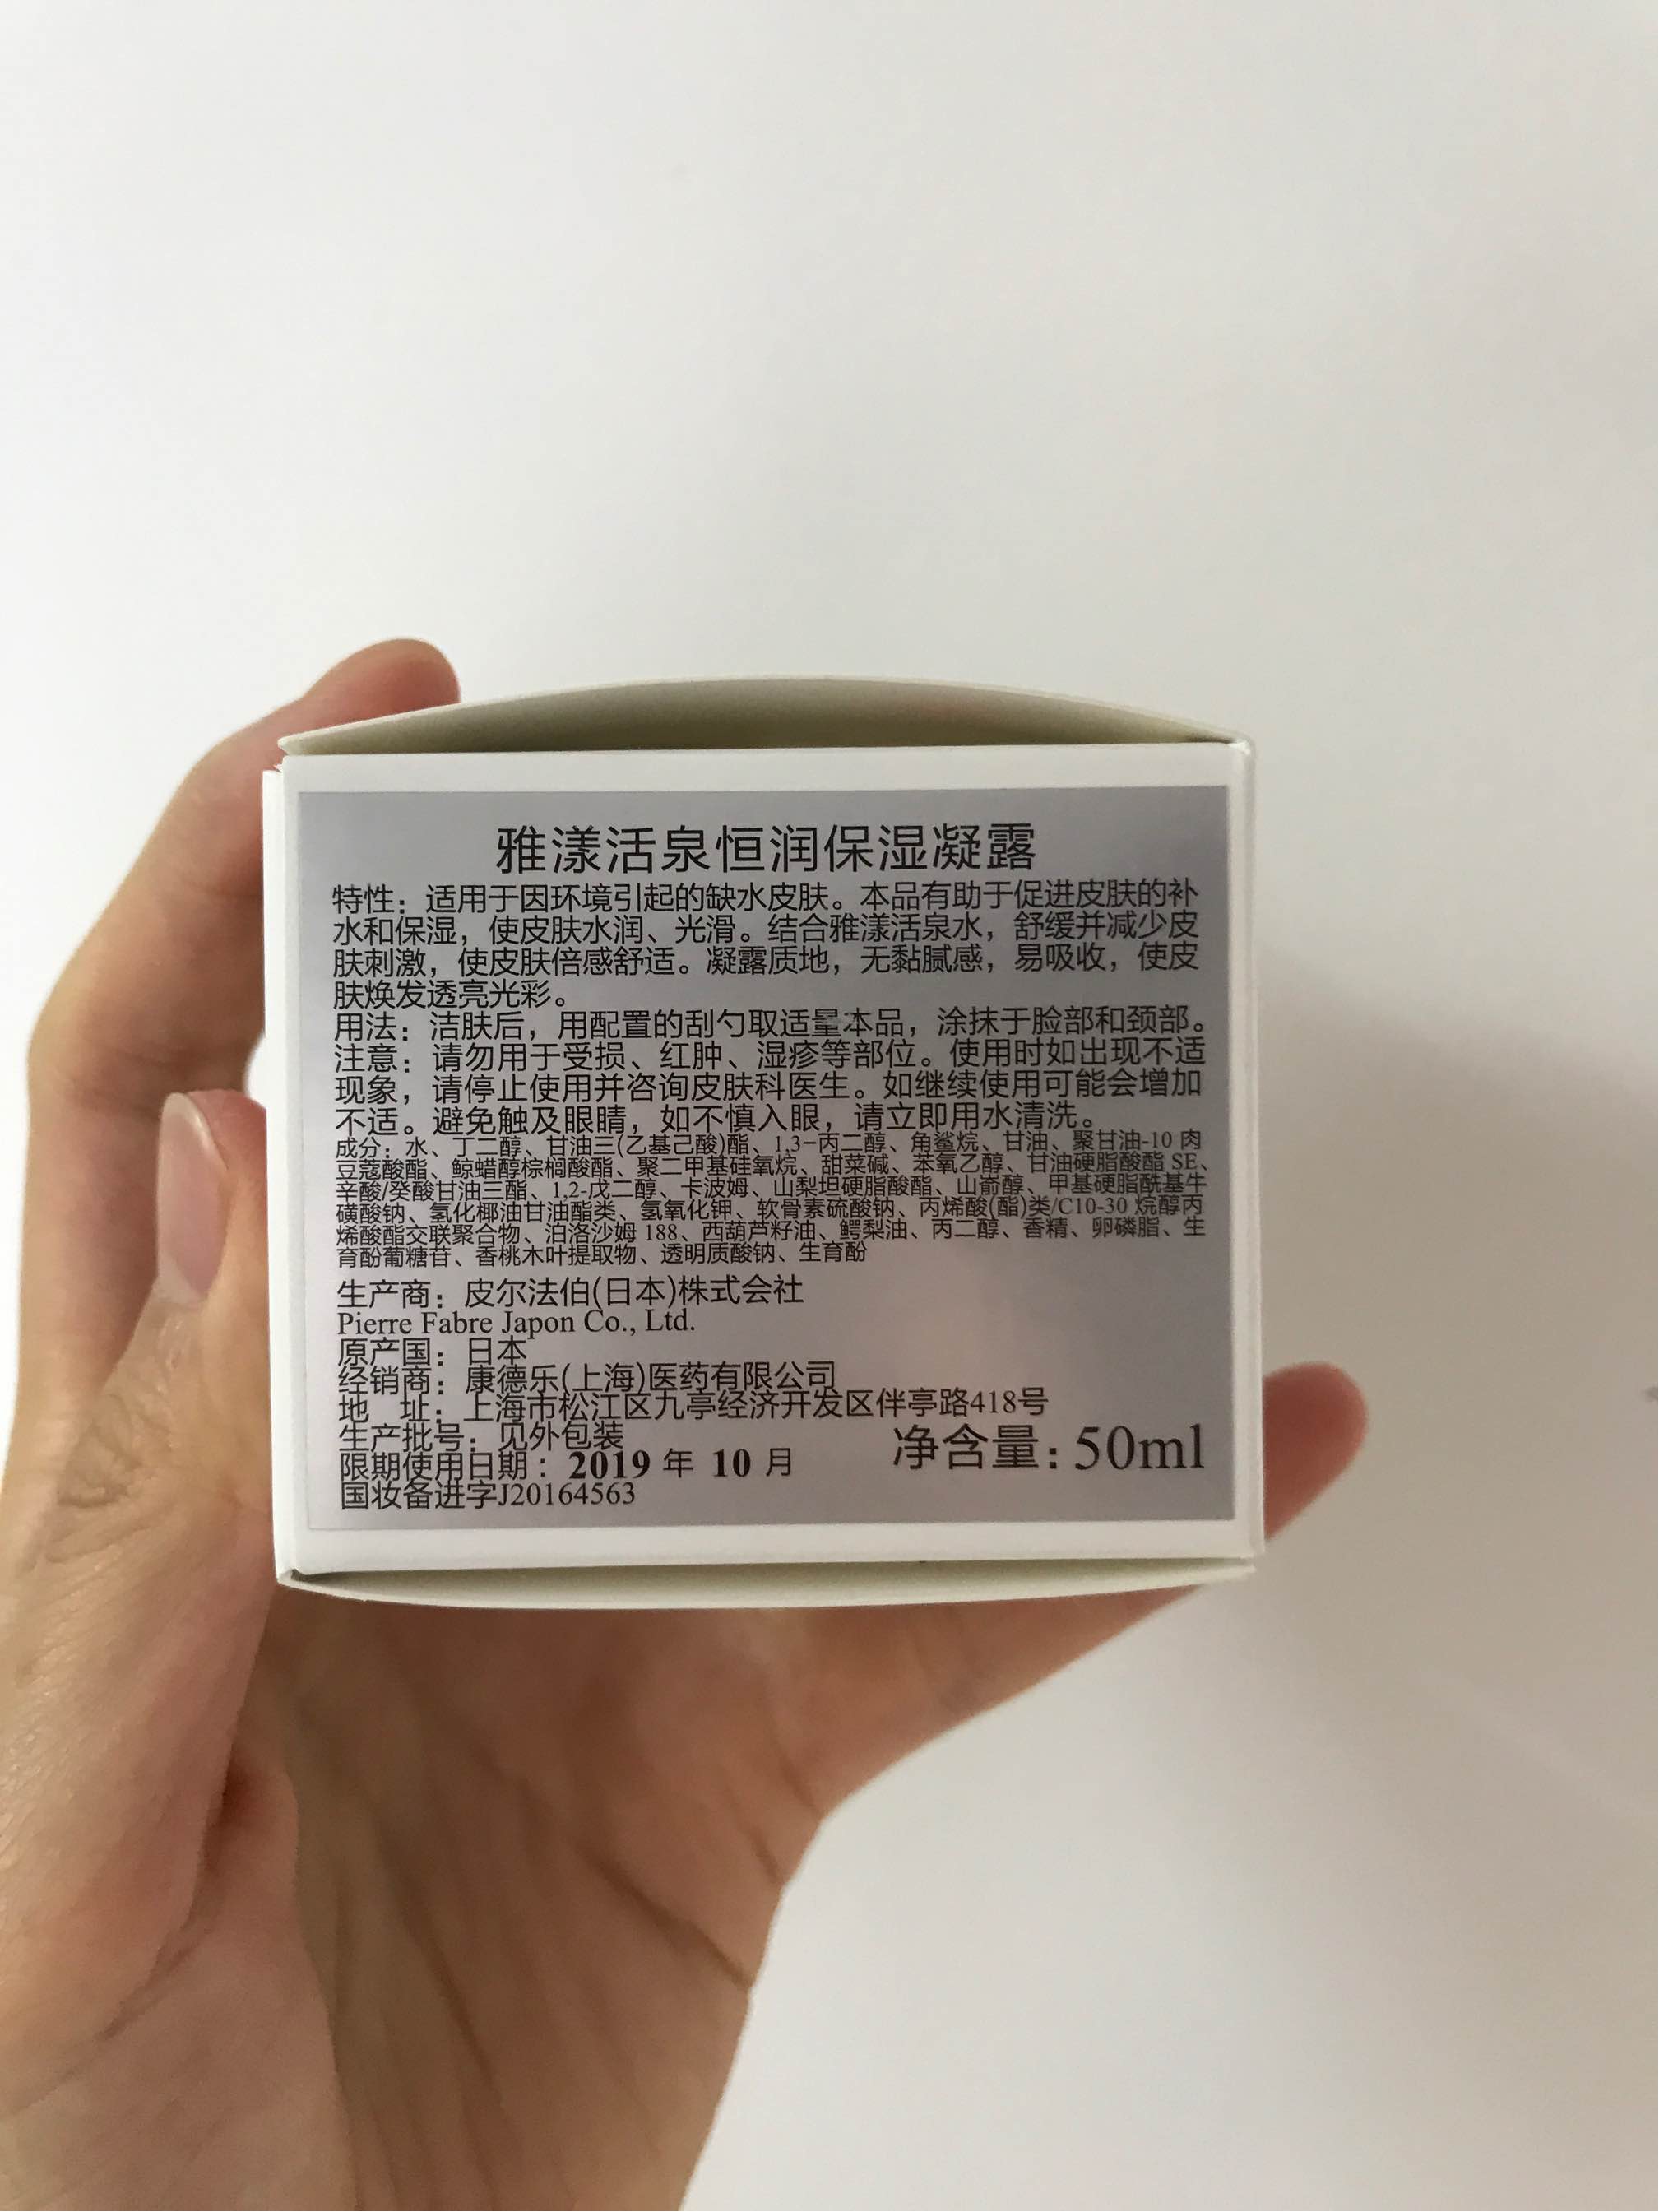 雅漾活泉恒润保湿凝露
特性：适用于因环境引起的缺水皮肤。本品有助于促进皮肤的补
水和保湿，使皮肤水润、光滑。结合雅漾活泉水，舒缓并减少皮
肤刺激，使皮肤倍感舒适。凝露质地，无黏腻感，易吸收，使皮
肤焕发透亮光彩。
用法：洁肤后，用配置的刮勺取适量本品，涂抹于脸部和颈部。
注意：请勿用于受损、红肿、湿疹等部位。使用时如出现不适
现象，请停止使用并咨询皮肤科医生。如继续使用可能会增加
不适。避免触及眼睛，如不慎入眼，请立即用水清洗。
成分：水、丁二醇、甘油三(乙基己酸)酯、1,3-丙二醇、角鲨烷、甘油、聚甘油-10 肉
豆蔻酸酯、鲸蜡醇棕榈酸酯、聚二甲基硅氧烷、甜菜碱、苯氧乙醇、甘油硬脂酸酯 SE、
辛酸/癸酸甘油三酯、1,2-戊二醇、卡波姆、山梨坦硬脂酸酯、山嵛醇、甲基硬脂酰基牛
磺酸钠、氢化椰油甘油酯类、氢氧化钾、软骨素硫酸钠、丙烯酸(酯)类/C10-30 烷醇丙
烯酸酯交联聚合物、泊洛沙姆 188、西葫芦籽油、鳄梨油、丙二醇、香精、卵磷脂、生
育酚葡糖苷、香桃木叶提取物、透明质酸钠、生育酚
生产商：皮尔法伯(日本)株式会社
Pierre Fabre Japon Co., Ltd.
原产国：日本
经销商：康德乐(上海)医药有限公司
地 址：上海市松江区九亭经济开发区伴亭路418号
生产批号：见外包装
净含量：50ml
限期使用日期：2019 年 10 月
国妆备进字J20164563